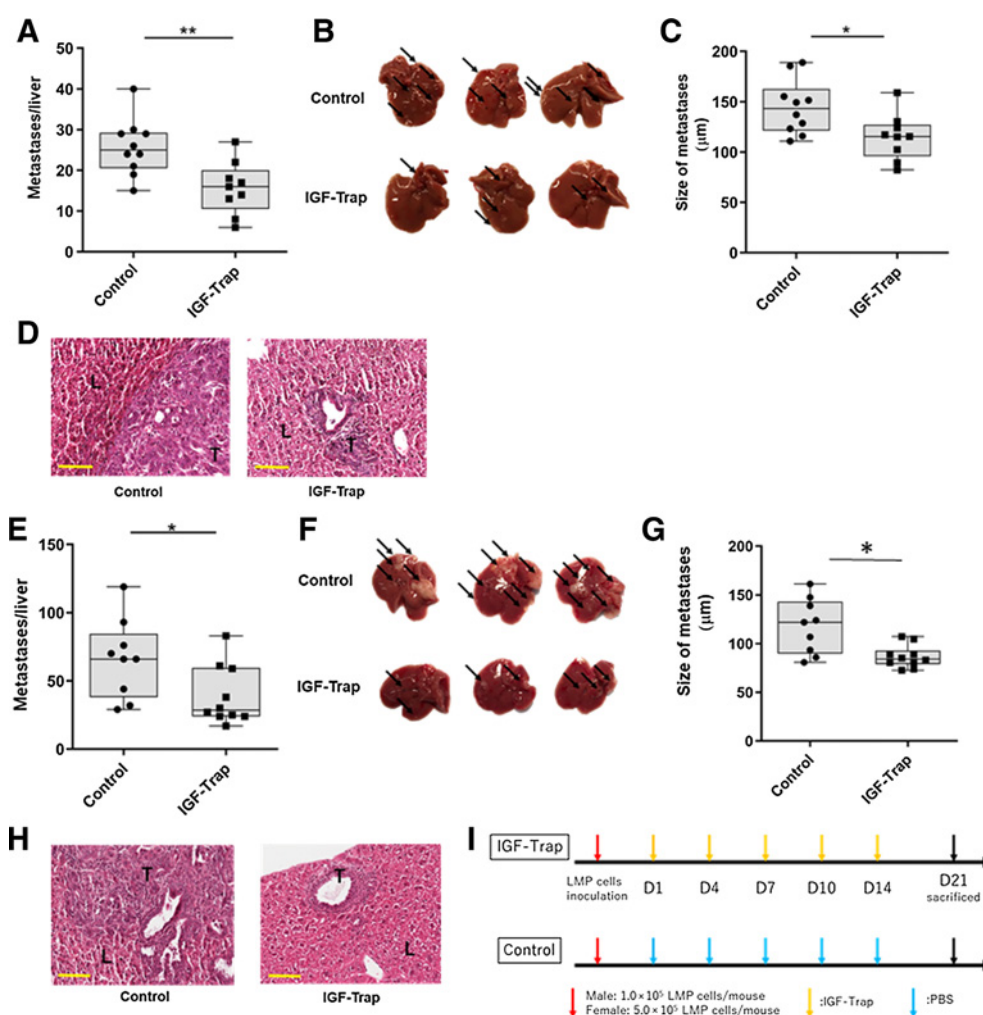 A
**
50
40
30
20
10
0
Metastases/liver
Control
IGF-Trap
B
Control
IGF-Trap
C
*
200
150
100
50
0
Size of metastases
(μm)
Control
IGF-Trap
D
L
T
Control
L
T
IGF-Trap
E
*
150
100
50
0
Metastases/liver
Control
IGF-Trap
F
Control
IGF-Trap
G
*
200
150
100
50
0
Size of metastases
(μm)
Control
IGF-Trap
H
T
L
Control
T
L
IGF-Trap
I
IGF-Trap
LMP cells
inoculation
D1 D4 D7 D10 D14 D21
sacrificed
Control
Male: 1.0×10⁵ LMP cells/mouse
Female: 5.0×10⁵ LMP cells/mouse
:IGF-Trap
:PBS